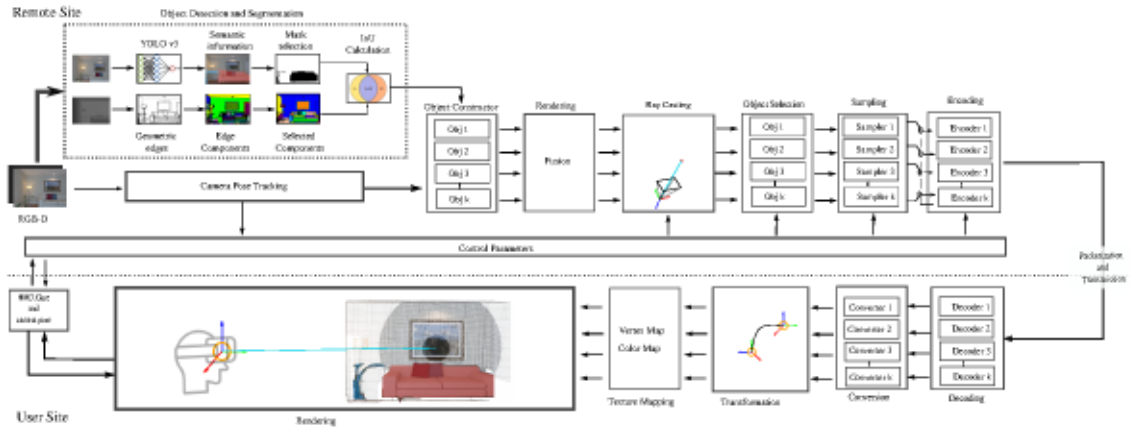 Remote Site
Object Detection and Segmentation
YOLO v3
Semantic
information
Mask
selection
IoU
Calculation
Geometric
edges
Edge
Components
Selected
Components
RGB-D
Camera Pose Tracking
Object Constructor
Obj 1
Obj 2
Obj 3
Obj k
Rendering
Fusion
Ray Casting
Object Selection
Obj 1
Obj 2
Obj 3
Obj k
Sampling
Sampler 1
Sampler 2
Sampler 3
Sampler k
Encoding
Encoder 1
Encoder 2
Encoder 3
Encoder k
Control Parameters
Packetization
and
Transmission
HMD, Gaze
and
Decoder 1
Decoder 2
Decoder 3
Decoder k
Decoding
Converter 1
Converter 2
Converter 3
Converter k
Conversion
Transformation
Vertex Map
Color Map
Texture Mapping
Rendering
User Site